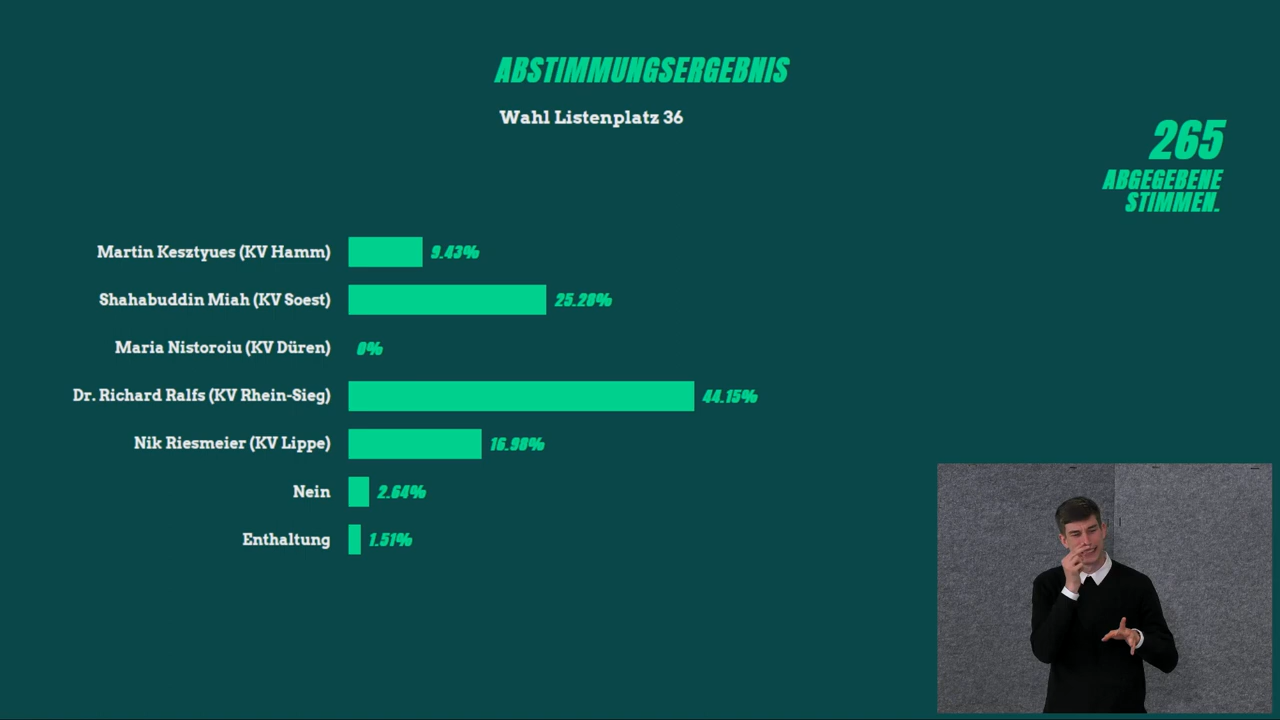 ABSTIMMUNGSERGEBNIS
Wahl Listenplatz 36
265
ABGEGEBENE
STIMMEN.
Martin Kesztyues (KV Hamm) 9.43%
Shahabuddin Miah (KV Soest) 25.28%
Maria Nistoroiu (KV Düren) 0%
Dr. Richard Ralfs (KV Rhein-Sieg) 44.15%
Nik Riesmeier (KV Lippe) 16.98%
Nein 2.64%
Enthaltung 1.51%